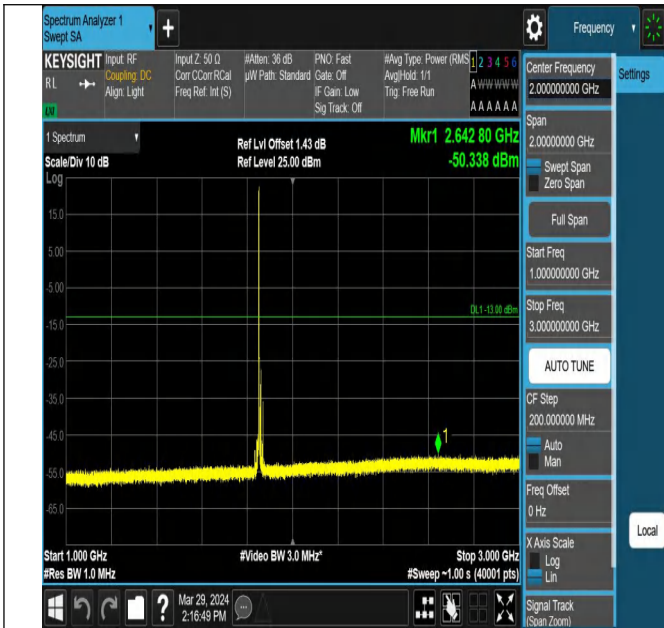 Spectrum Analyzer 1
Swept SA
Frequency
KEYSIGHT
RL
LXI
Input: RF
Coupling: DC
Align: Light
Input Z: 50 Ω
Corr CCorr RCal
Freq Ref: Int (S)
#Atten: 36 dB
µW Path: Standard
PNO: Fast
Gate: Off
IF Gain: Low
Sig Track: Off
#Avg Type: Power (RMS
Avg|Hold: 1/1
Trig: Free Run
1 2 3 4 5 6
A W W W W W
A A A A A A
1 Spectrum
Scale/Div 10 dB
Ref Lvl Offset 1.43 dB
Ref Level 25.00 dBm
Mkr1 2.642 80 GHz
-50.338 dBm
Log
15.0
5.00
-5.00
-15.0
-25.0
-35.0
-45.0
-55.0
-65.0
DL1 -13.00 dBm
1
Start 1.000 GHz
#Res BW 1.0 MHz
#Video BW 3.0 MHz*
Stop 3.000 GHz
#Sweep ~1.00 s (40001 pts)
Mar 29, 2024
2:16:49 PM
Center Frequency
2.000000000 GHz
Settings
Span
2.00000000 GHz
Swept Span
Zero Span
Full Span
Start Freq
1.000000000 GHz
Stop Freq
3.000000000 GHz
AUTO TUNE
CF Step
200.000000 MHz
Auto
Man
Freq Offset
0 Hz
X Axis Scale
Log
Lin
Local
Signal Track
(Span Zoom)